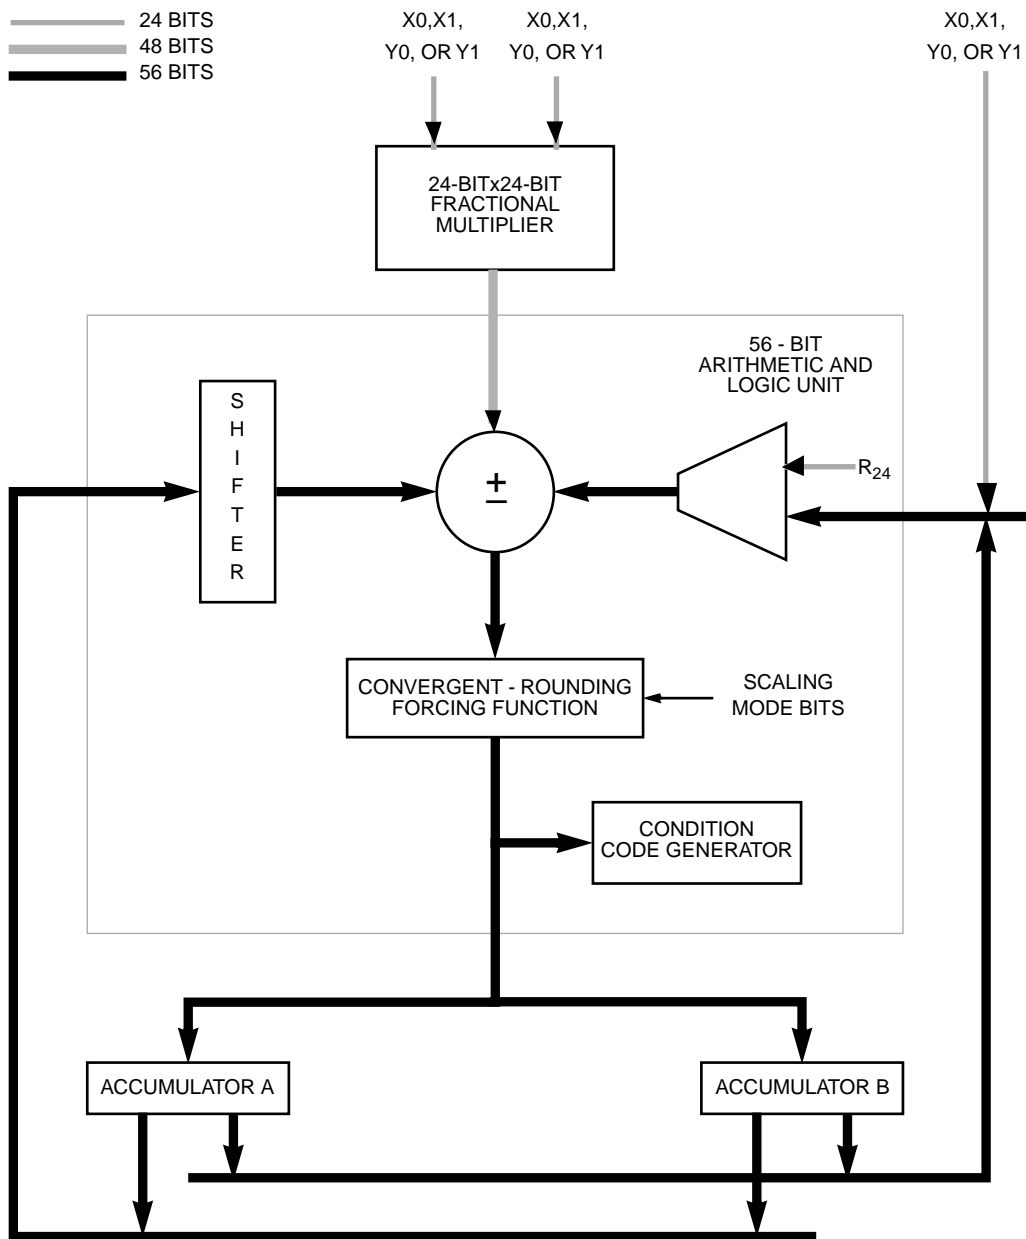 24 BITS
48 BITS
56 BITS
X0,X1,
Y0, OR Y1
X0,X1,
Y0, OR Y1
X0,X1,
Y0, OR Y1
24-BITx24-BIT
FRACTIONAL
MULTIPLIER
56 - BIT
ARITHMETIC AND
LOGIC UNIT
S
H
I
F
T
E
R
±
R24
CONVERGENT - ROUNDING
FORCING FUNCTION
SCALING
MODE BITS
CONDITION
CODE GENERATOR
ACCUMULATOR A
ACCUMULATOR B